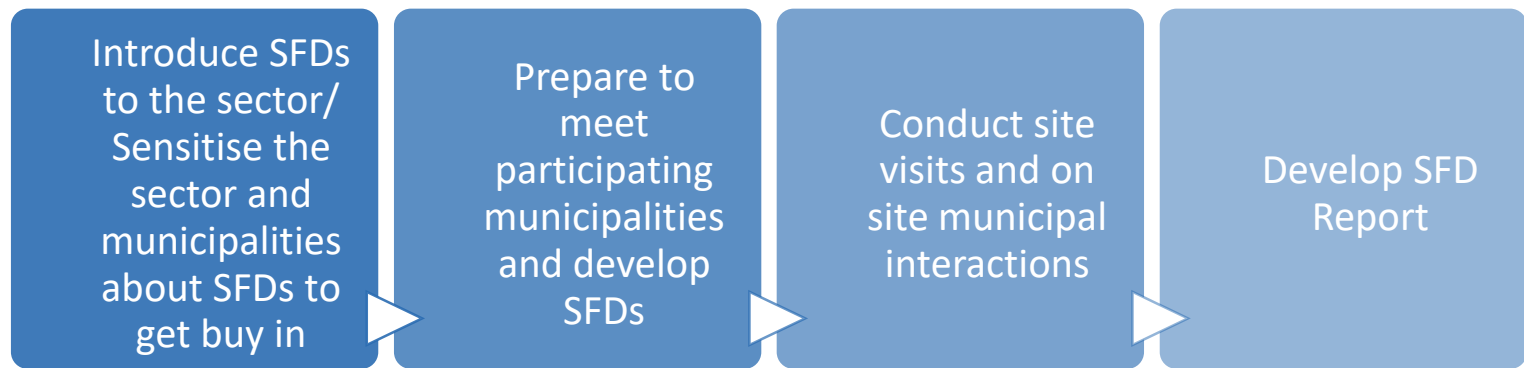 Introduce SFDs
to the sector/
Sensitise the
sector and
municipalities
about SFDs to
get buy in
Prepare to
meet
participating
municipalities
and develop
SFDs
Conduct site
visits and on
site municipal
interactions
Develop SFD
Report